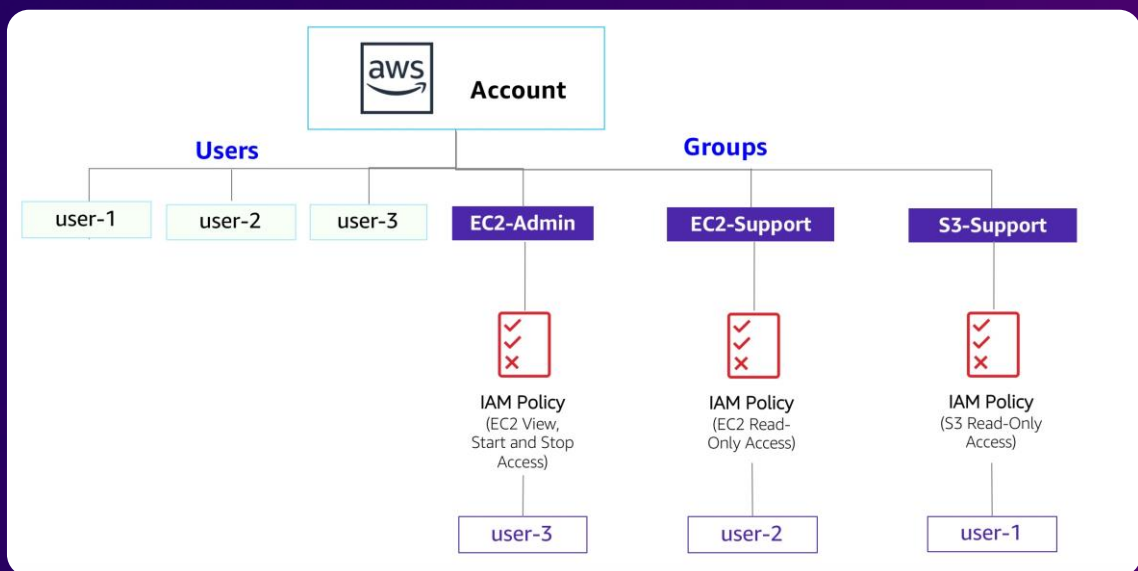 aws
Account
Users
Groups
user-1
user-2
user-3
EC2-Admin
EC2-Support
S3-Support
IAM Policy
(EC2 View,
Start and Stop
Access)
IAM Policy
(EC2 Read-
Only Access)
IAM Policy
(S3 Read-Only
Access)
user-3
user-2
user-1